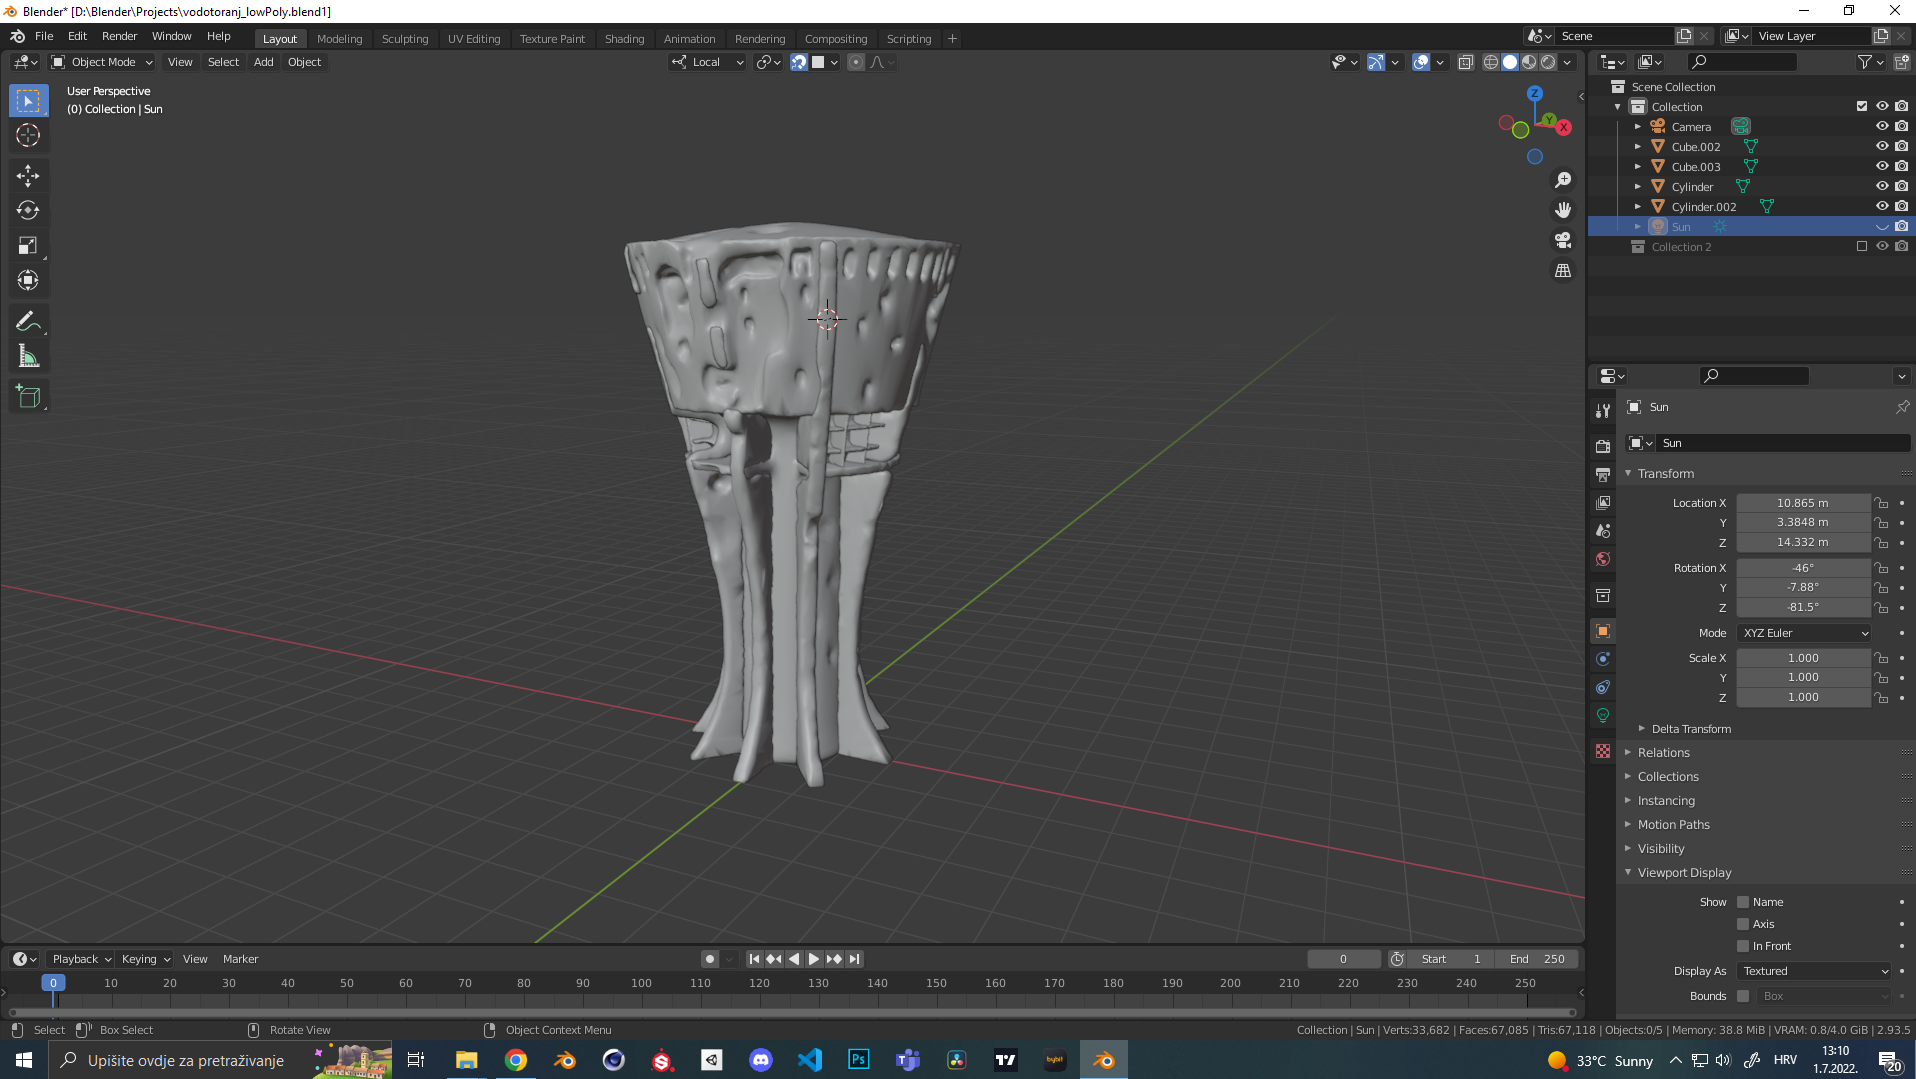 Blender* [D:\Blender\Projects\vodotoranj_lowPoly.blend1]
File Edit Render Window Help Layout Modeling Sculpting UV Editing Texture Paint Shading Animation Rendering Compositing Scripting + Scene View Layer
Object Mode View Select Add Object Local
User Perspective
(0) Collection | Sun
Z
Y
X
Scene Collection
Collection
Camera
Cube.002
Cube.003
Cylinder
Cylinder.002
Sun
Collection 2
Sun
Sun
Transform
Location X 10.865 m
Y 3.3848 m
Z 14.332 m
Rotation X -46°
Y -7.88°
Z -81.5°
Mode XYZ Euler
Scale X 1.000
Y 1.000
Z 1.000
Delta Transform
Relations
Collections
Instancing
Motion Paths
Visibility
Viewport Display
Show Name
Axis
In Front
Display As Textured
Bounds Box
Playback Keying View Marker 0 Start 1 End 250
0 10 20 30 40 50 60 70 80 90 100 110 120 130 140 150 160 170 180 190 200 210 220 230 240 250
Select Box Select Rotate View Object Context Menu Collection | Sun | Verts:33,682 | Faces:67,085 | Tris:67,118 | Objects:0/5 | Memory: 38.8 MiB | VRAM: 0.8/4.0 GiB | 2.93.5
Upišite ovdje za pretraživanje Ps bybit 33°C Sunny HRV 13:10
1.7.2022. 20